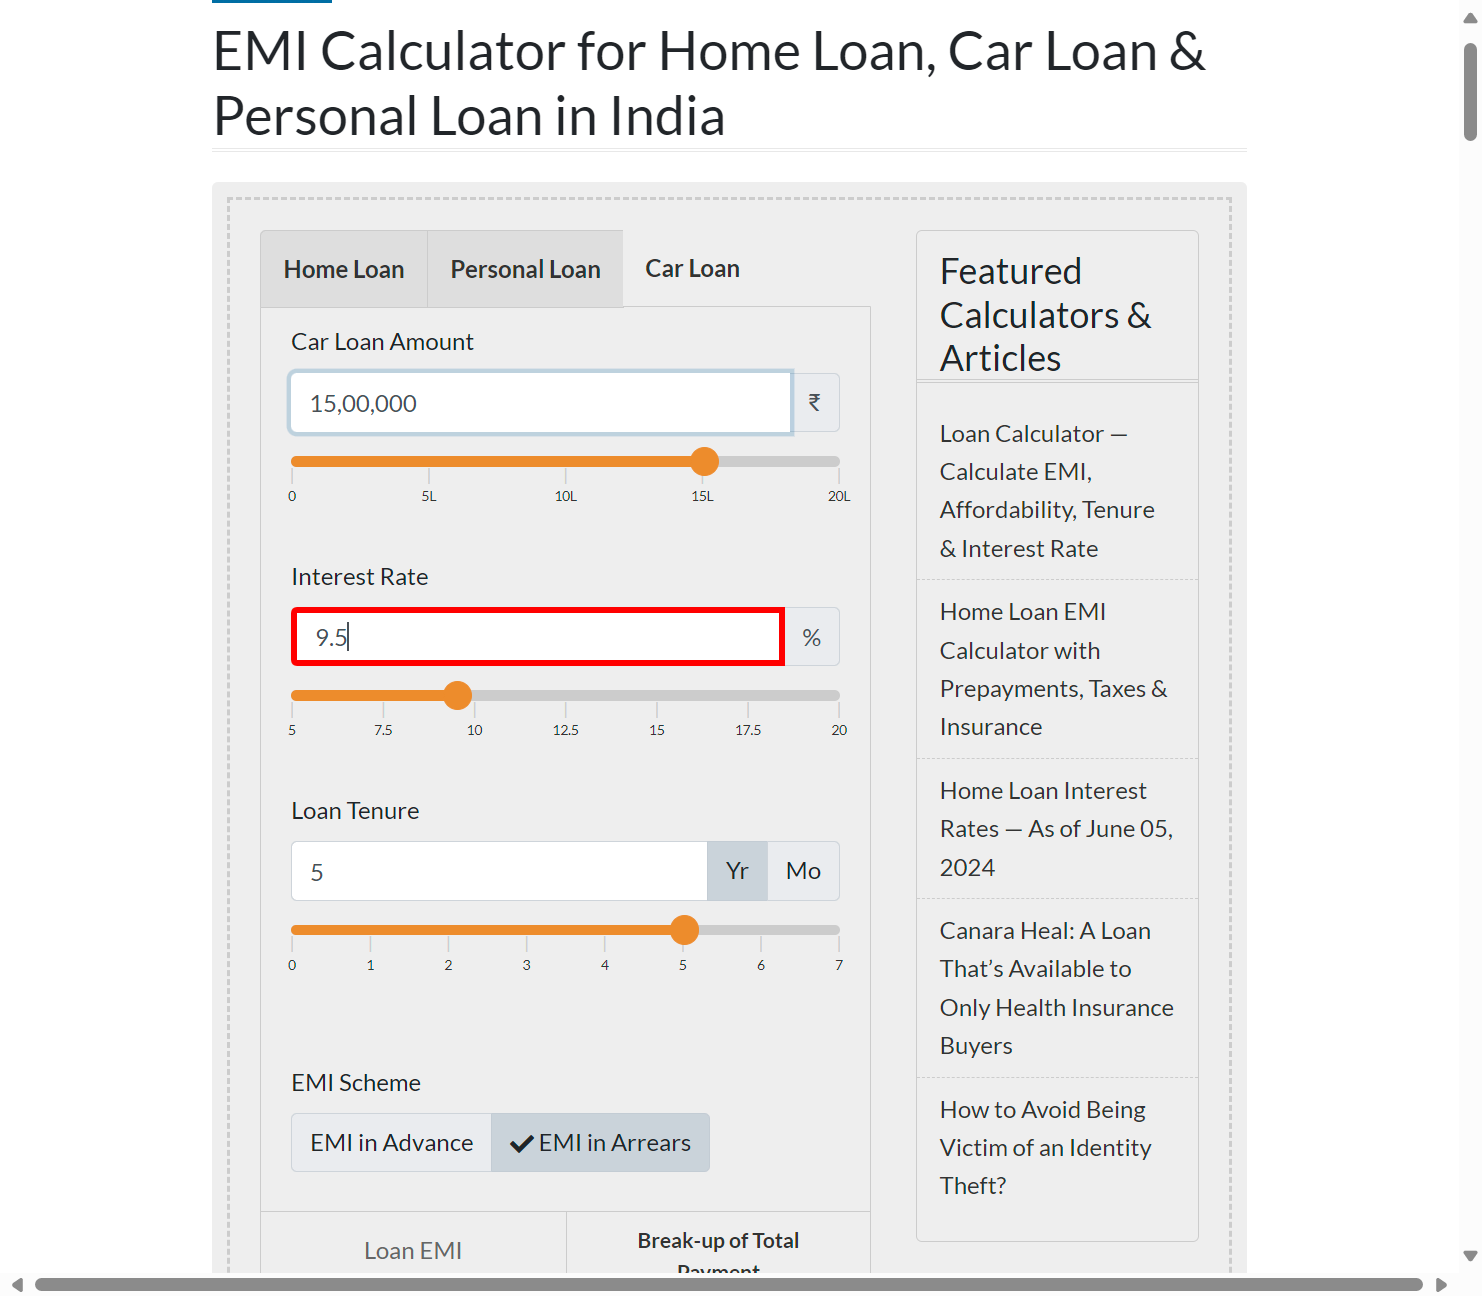 EMI Calculator for Home Loan, Car Loan &
Personal Loan in India
Home Loan
Personal Loan
Car Loan
Car Loan Amount
15,00,000
₹
0
5L
10L
15L
20L
Interest Rate
9.5
%
5
7.5
10
12.5
15
17.5
20
Loan Tenure
5
Yr
Mo
0
1
2
3
4
5
6
7
EMI Scheme
EMI in Advance
EMI in Arrears
Loan EMI
Break-up of Total
Payment
Featured
Calculators &
Articles
Loan Calculator —
Calculate EMI,
Affordability, Tenure
& Interest Rate
Home Loan EMI
Calculator with
Prepayments, Taxes &
Insurance
Home Loan Interest
Rates — As of June 05,
2024
Canara Heal: A Loan
That’s Available to
Only Health Insurance
Buyers
How to Avoid Being
Victim of an Identity
Theft?